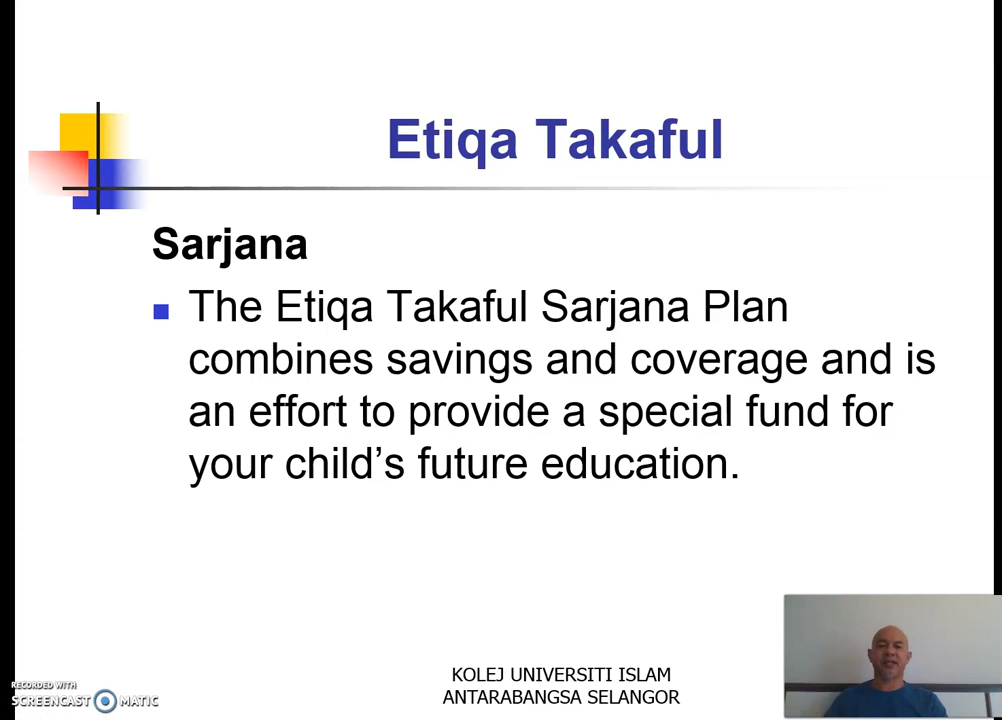 Etiqa Takaful
Sarjana
The Etiqa Takaful Sarjana Plan
combines savings and coverage and is
an effort to provide a special fund for
your child’s future education.
KOLEJ UNIVERSITI ISLAM
ANTARABANGSA SELANGOR
RECORDED WITH
SCREENCAST MATIC